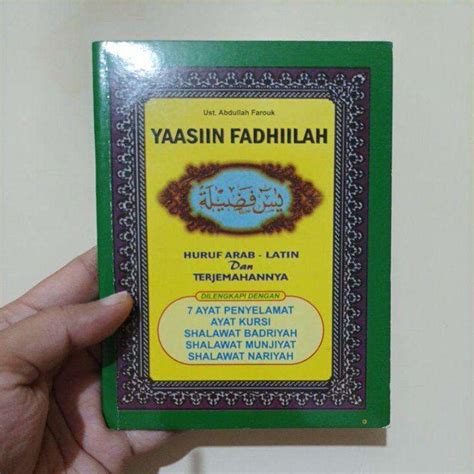 Ust. Abdullah Farouk
YAASIIN FADHIILAH
يس فضيلة
HURUF ARAB - LATIN
Dan
TERJEMAHANNYA
DILENGKAPI DENGAN
7 AYAT PENYELAMAT
AYAT KURSI
SHALAWAT BADRIYAH
SHALAWAT MUNJIYAT
SHALAWAT NARIYAH